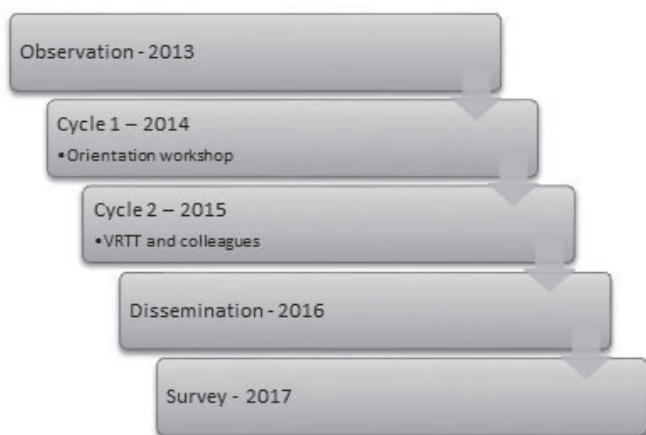 Observation - 2013
Cycle 1 – 2014
•Orientation workshop
Cycle 2 – 2015
•VRTT and colleagues
Dissemination - 2016
Survey - 2017